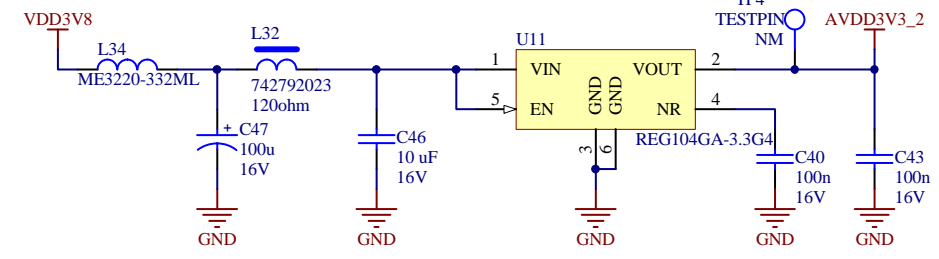 TESTPIN
NM
VDD3V8
AVDD3V3_2
L34
ME3220-332ML
L32
742792023
120ohm
U11
1
VIN
VOUT
2
5
EN
GND
GND
NR
4
3
6
REG104GA-3.3G4
C47
+
100u
16V
C46
10 uF
16V
C40
100n
16V
C43
100n
16V
GND
GND
GND
GND
GND